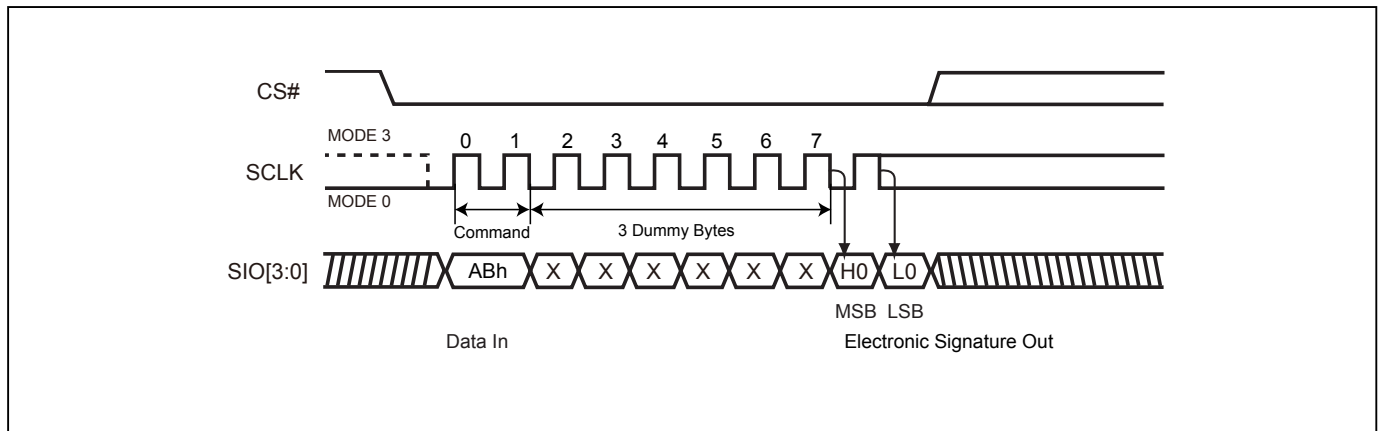 CS#
MODE 3
0 1 2 3 4 5 6 7
SCLK
MODE 0
Command 3 Dummy Bytes
SIO[3:0] ABh X X X X X X H0 L0
MSB LSB
Data In Electronic Signature Out